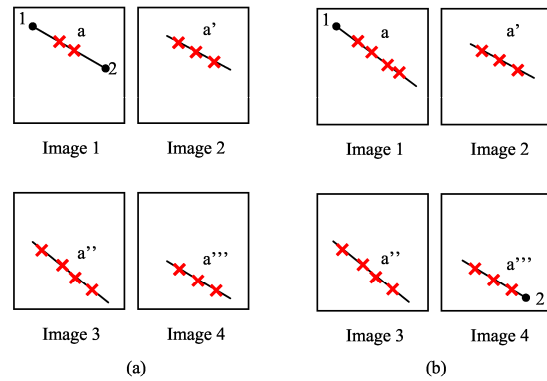 1 a 2
a'
Image 1 Image 2
a'' a'''
Image 3 Image 4
(a)
1 a
a'
Image 1 Image 2
a'' a''' 2
Image 3 Image 4
(b)